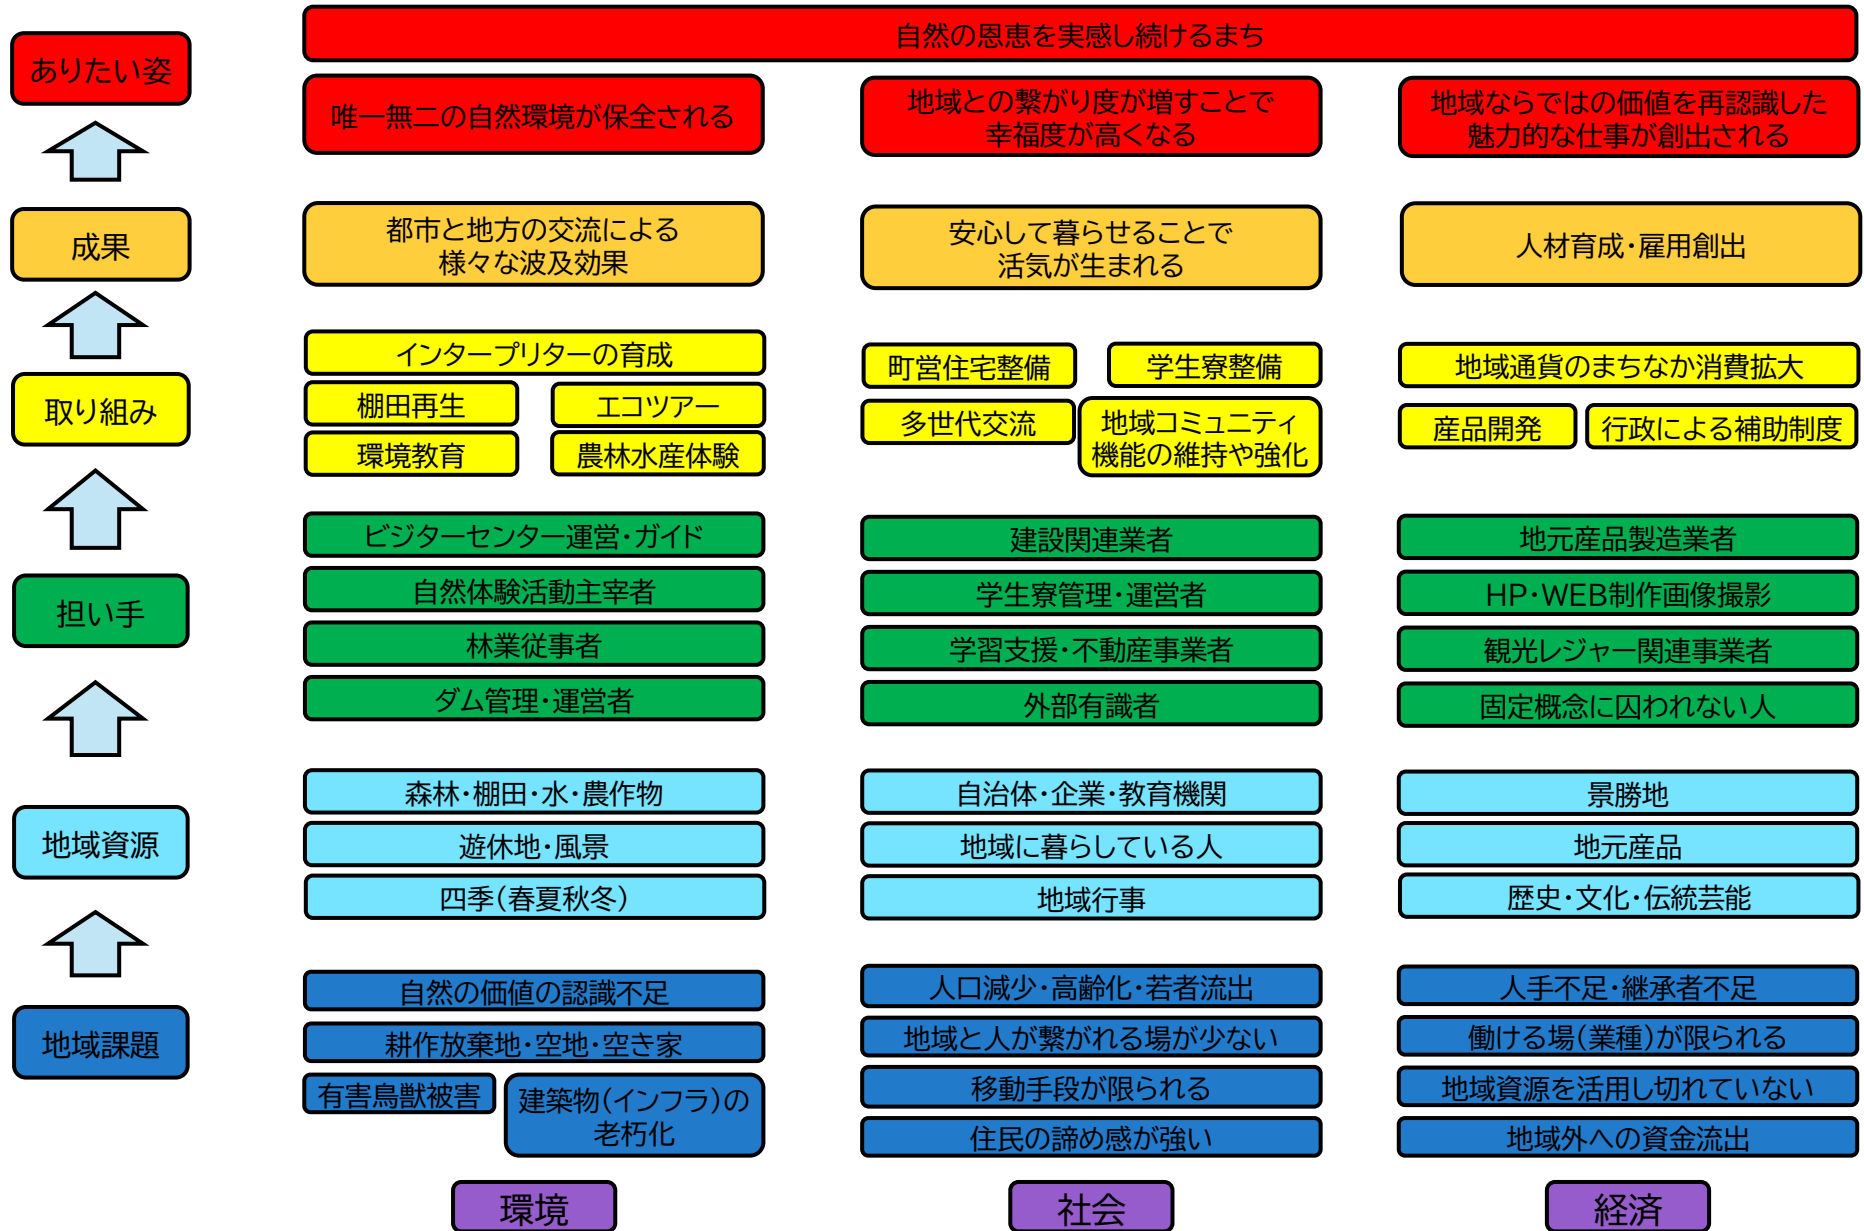 自然の恩恵を実感し続けるまち
ありたい姿
唯一無二の自然環境が保全される
地域との繋がり度が増すことで
幸福度が高くなる
地域ならではの価値を再認識した
魅力的な仕事が創出される
成果
都市と地方の交流による
様々な波及効果
安心して暮らせることで
活気が生まれる
人材育成・雇用創出
取り組み
インタープリターの育成
棚田再生
エコツアー
環境教育
農林水産体験
町営住宅整備
学生寮整備
多世代交流
地域コミュニティ
機能の維持や強化
地域通貨のまちなか消費拡大
産品開発
行政による補助制度
担い手
ビジターセンター運営・ガイド
自然体験活動主宰者
林業従事者
ダム管理・運営者
建設関連業者
学生寮管理・運営者
学習支援・不動産事業者
外部有識者
地元産品製造業者
HP・WEB制作画像撮影
観光レジャー関連事業者
固定概念に囚われない人
地域資源
森林・棚田・水・農作物
遊休地・風景
四季(春夏秋冬)
自治体・企業・教育機関
地域に暮らしている人
地域行事
景勝地
地元産品
歴史・文化・伝統芸能
地域課題
自然の価値の認識不足
耕作放棄地・空地・空き家
有害鳥獣被害
建築物(インフラ)の
老朽化
人口減少・高齢化・若者流出
地域と人が繋がれる場が少ない
移動手段が限られる
住民の諦め感が強い
人手不足・継承者不足
働ける場(業種)が限られる
地域資源を活用し切れていない
地域外への資金流出
環境
社会
経済